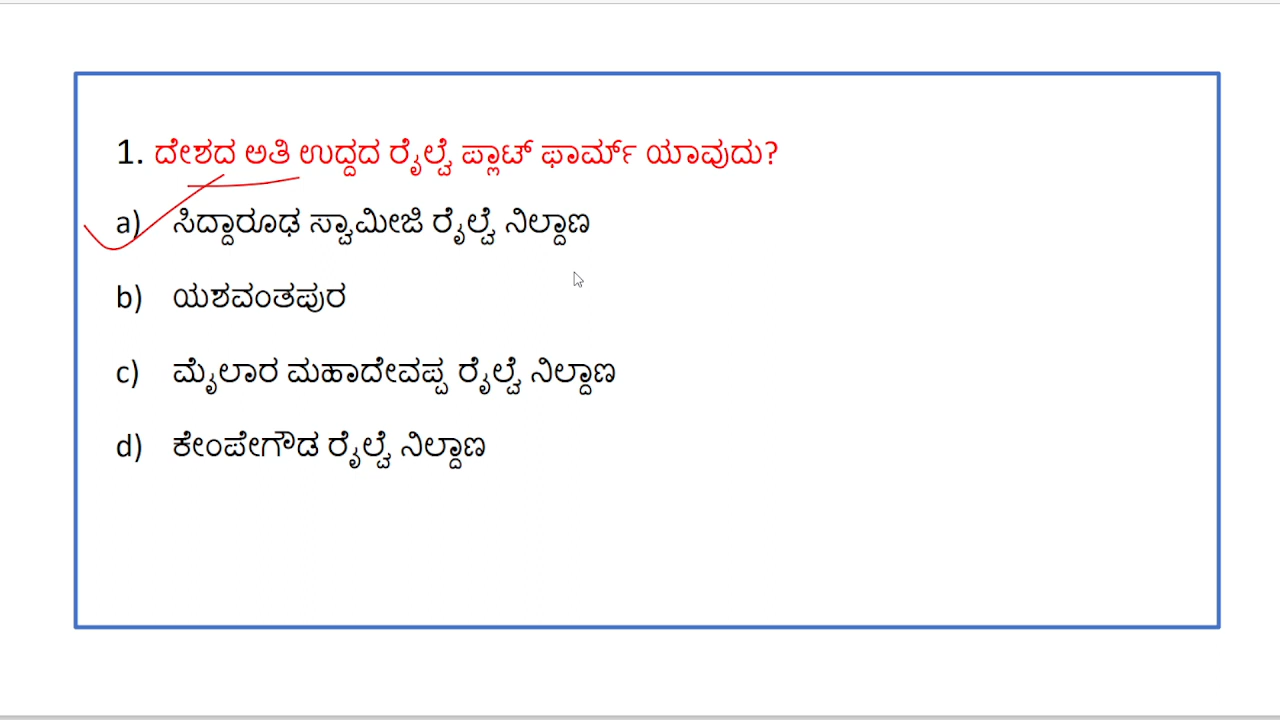 1. ದೇಶದ ಅತಿ ಉದ್ದದ ರೈಲ್ವೆ ಪ್ಲಾಟ್ ಫಾರ್ಮ್ ಯಾವುದು?
a) ಸಿದ್ದಾರೂಢ ಸ್ವಾಮೀಜಿ ರೈಲ್ವೆ ನಿಲ್ದಾಣ
b) ಯಶವಂತಪುರ
c) ಮೈಲಾರ ಮಹಾದೇವಪ್ಪ ರೈಲ್ವೆ ನಿಲ್ದಾಣ
d) ಕೇಂಪೇಗೌಡ ರೈಲ್ವೆ ನಿಲ್ದಾಣ